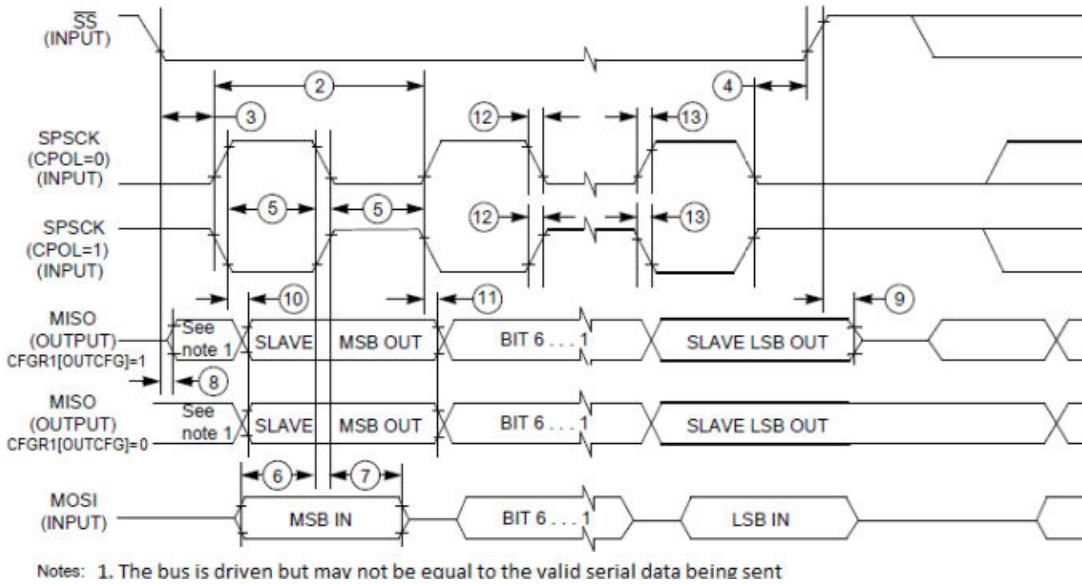 SS
(INPUT)
2
4
3
12
13
SPSCK
(CPOL=0)
(INPUT)
5
5
SPSCK
(CPOL=1)
(INPUT)
12
13
10
11
9
MISO
(OUTPUT)
CFGR1[OUTCFG]=1
See
note 1
SLAVE
MSB OUT
BIT 6 . . . 1
SLAVE LSB OUT
8
MISO
(OUTPUT)
CFGR1[OUTCFG]=0
See
note 1
SLAVE
MSB OUT
BIT 6 . . . 1
SLAVE LSB OUT
6
7
MOSI
(INPUT)
MSB IN
BIT 6 . . . 1
LSB IN
Notes: 1. The bus is driven but may not be equal to the valid serial data being sent